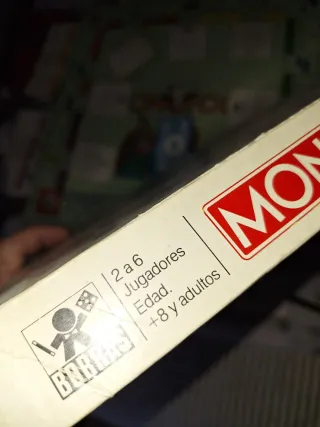 BORRAS
2 a 6
Jugadores
Edad.
+8 y adultos
MON